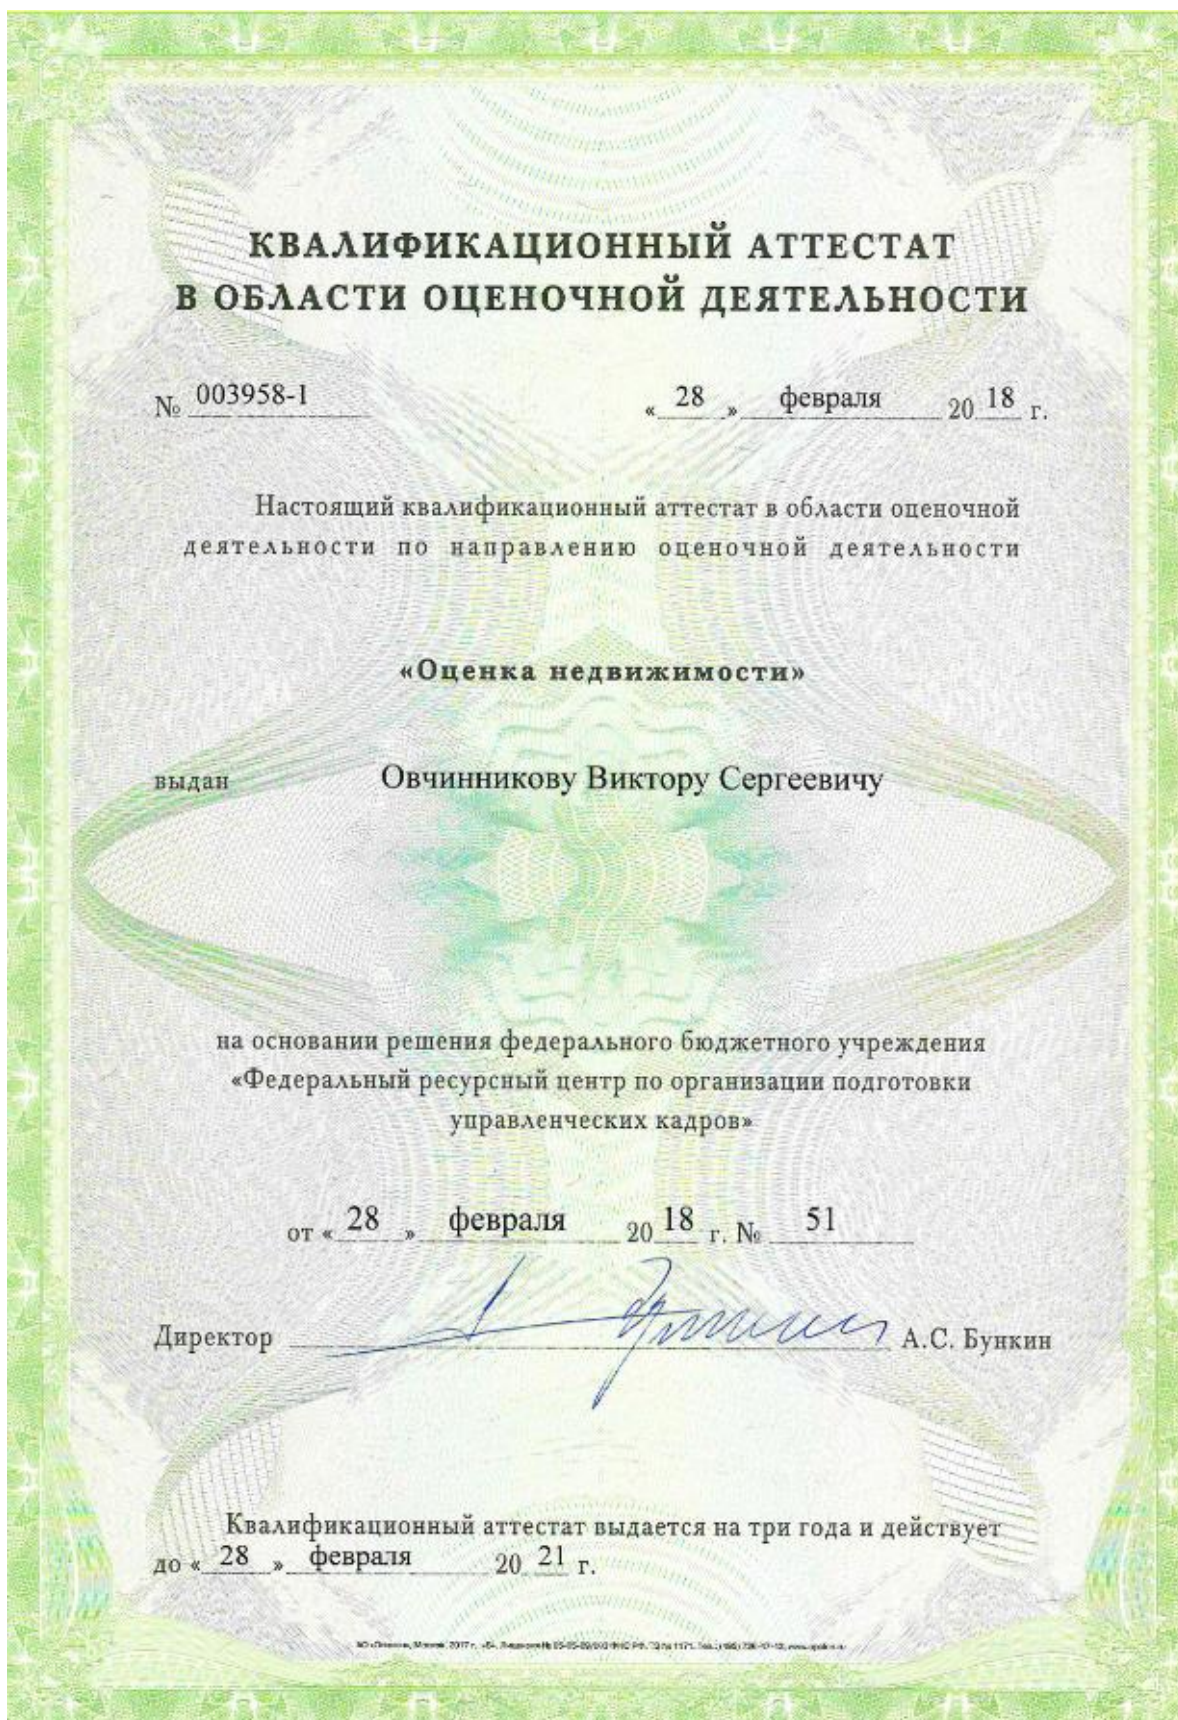 КВАЛИФИКАЦИОННЫЙ АТТЕСТАТ
В ОБЛАСТИ ОЦЕНОЧНОЙ ДЕЯТЕЛЬНОСТИ
№ 003958-1 « 28 » февраля 20 18 г.
Настоящий квалификационный аттестат в области оценочной
деятельности по направлению оценочной деятельности
«Оценка недвижимости»
выдан Овчинникову Виктору Сергеевичу
на основании решения федерального бюджетного учреждения
«Федеральный ресурсный центр по организации подготовки
управленческих кадров»
от « 28 » февраля 20 18 г. № 51
Директор А.С. Бункин
Квалификационный аттестат выдается на три года и действует
до « 28 » февраля 20 21 г.
Москва, 2017 г.